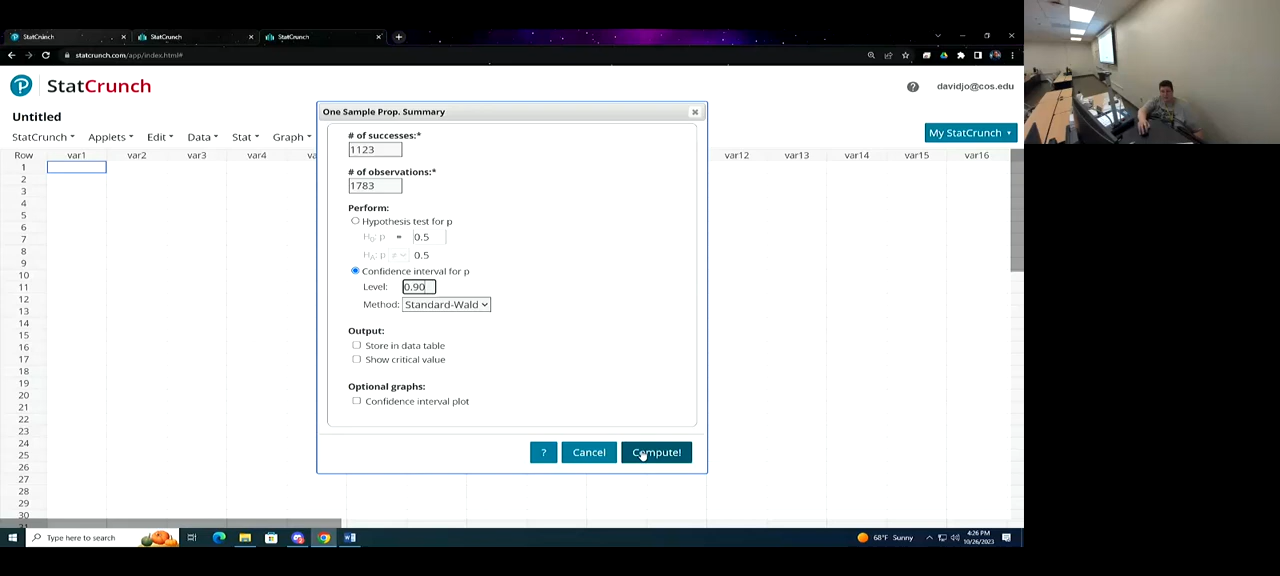 StatCrunch
StatCrunch
StatCrunch
statcrunch.com/app/index.html#
StatCrunch
davidjo@cos.edu
Untitled
StatCrunch Applets Edit Data Stat Graph
My StatCrunch
Row var1 var2 var3 var4 va var12 var13 var14 var15 var16
1
2
3
4
5
6
7
8
9
10
11
12
13
14
15
16
17
18
19
20
21
22
23
24
25
26
27
28
29
30
31
One Sample Prop. Summary
# of successes:*
1123
# of observations:*
1783
Perform:
Hypothesis test for p
H0: p = 0.5
HA: p ≠ 0.5
Confidence interval for p
Level: 0.90
Method: Standard-Wald
Output:
Store in data table
Show critical value
Optional graphs:
Confidence interval plot
? Cancel Compute!
Type here to search
68°F Sunny
4:26 PM
10/26/2023